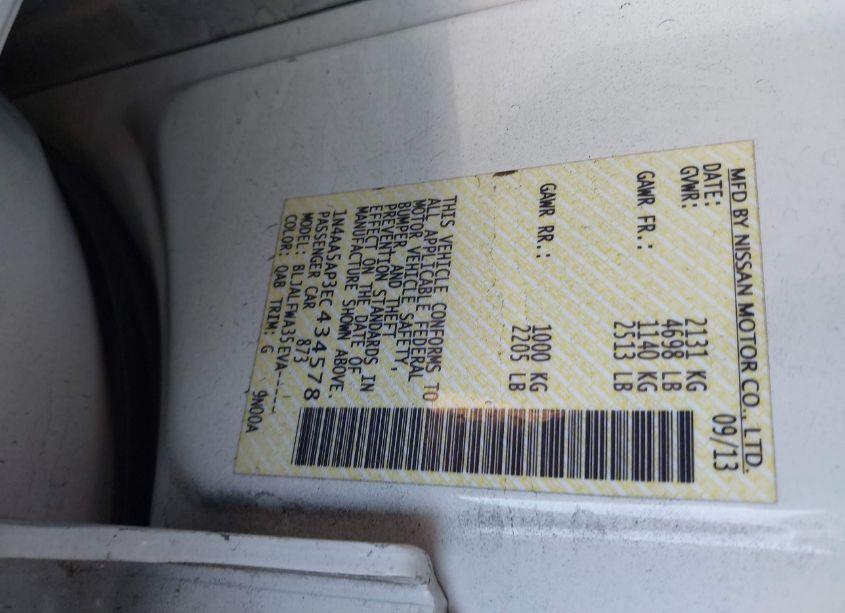 MFD BY NISSAN MOTOR CO., LTD.
DATE: 09/13
GVWR: 2131 KG
4698 LB
GAWR FR.: 1140 KG
2513 LB
GAWR RR.: 1000 KG
2205 LB
THIS VEHICLE CONFORMS TO
ALL APPLICABLE FEDERAL
MOTOR VEHICLE SAFETY,
BUMPER, AND THEFT
PREVENTION STANDARDS IN
EFFECT ON THE DATE OF
MANUFACTURE SHOWN ABOVE.
1N4AA5AP3EC434578
PASSENGER CAR 873
MODEL: BLJALFWA35EVA-----
COLOR: QAB TRIM: G 9N00A